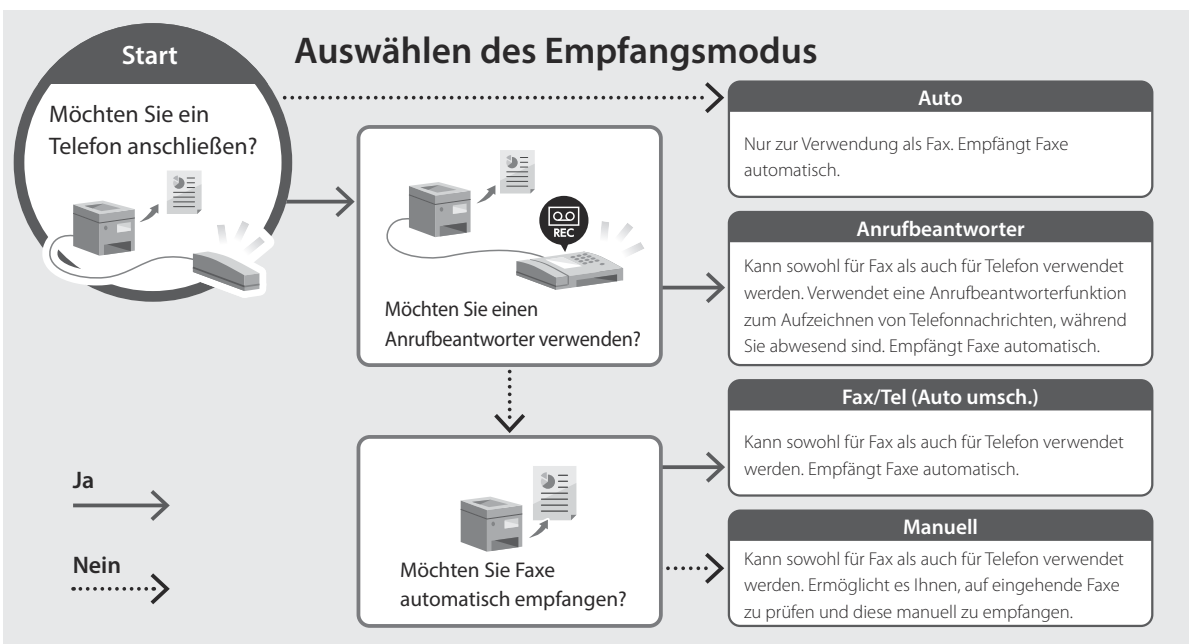 Auswählen des Empfangsmodus
Start
Möchten Sie ein
Telefon anschließen?
REC
Möchten Sie einen
Anrufbeantworter verwenden?
Möchten Sie Faxe
automatisch empfangen?
Auto
Nur zur Verwendung als Fax. Empfängt Faxe
automatisch.
Anrufbeantworter
Kann sowohl für Fax als auch für Telefon verwendet
werden. Verwendet eine Anrufbeantworterfunktion
zum Aufzeichnen von Telefonnachrichten, während
Sie abwesend sind. Empfängt Faxe automatisch.
Fax/Tel (Auto umsch.)
Kann sowohl für Fax als auch für Telefon verwendet
werden. Empfängt Faxe automatisch.
Manuell
Kann sowohl für Fax als auch für Telefon verwendet
werden. Ermöglicht es Ihnen, auf eingehende Faxe
zu prüfen und diese manuell zu empfangen.
Ja
Nein